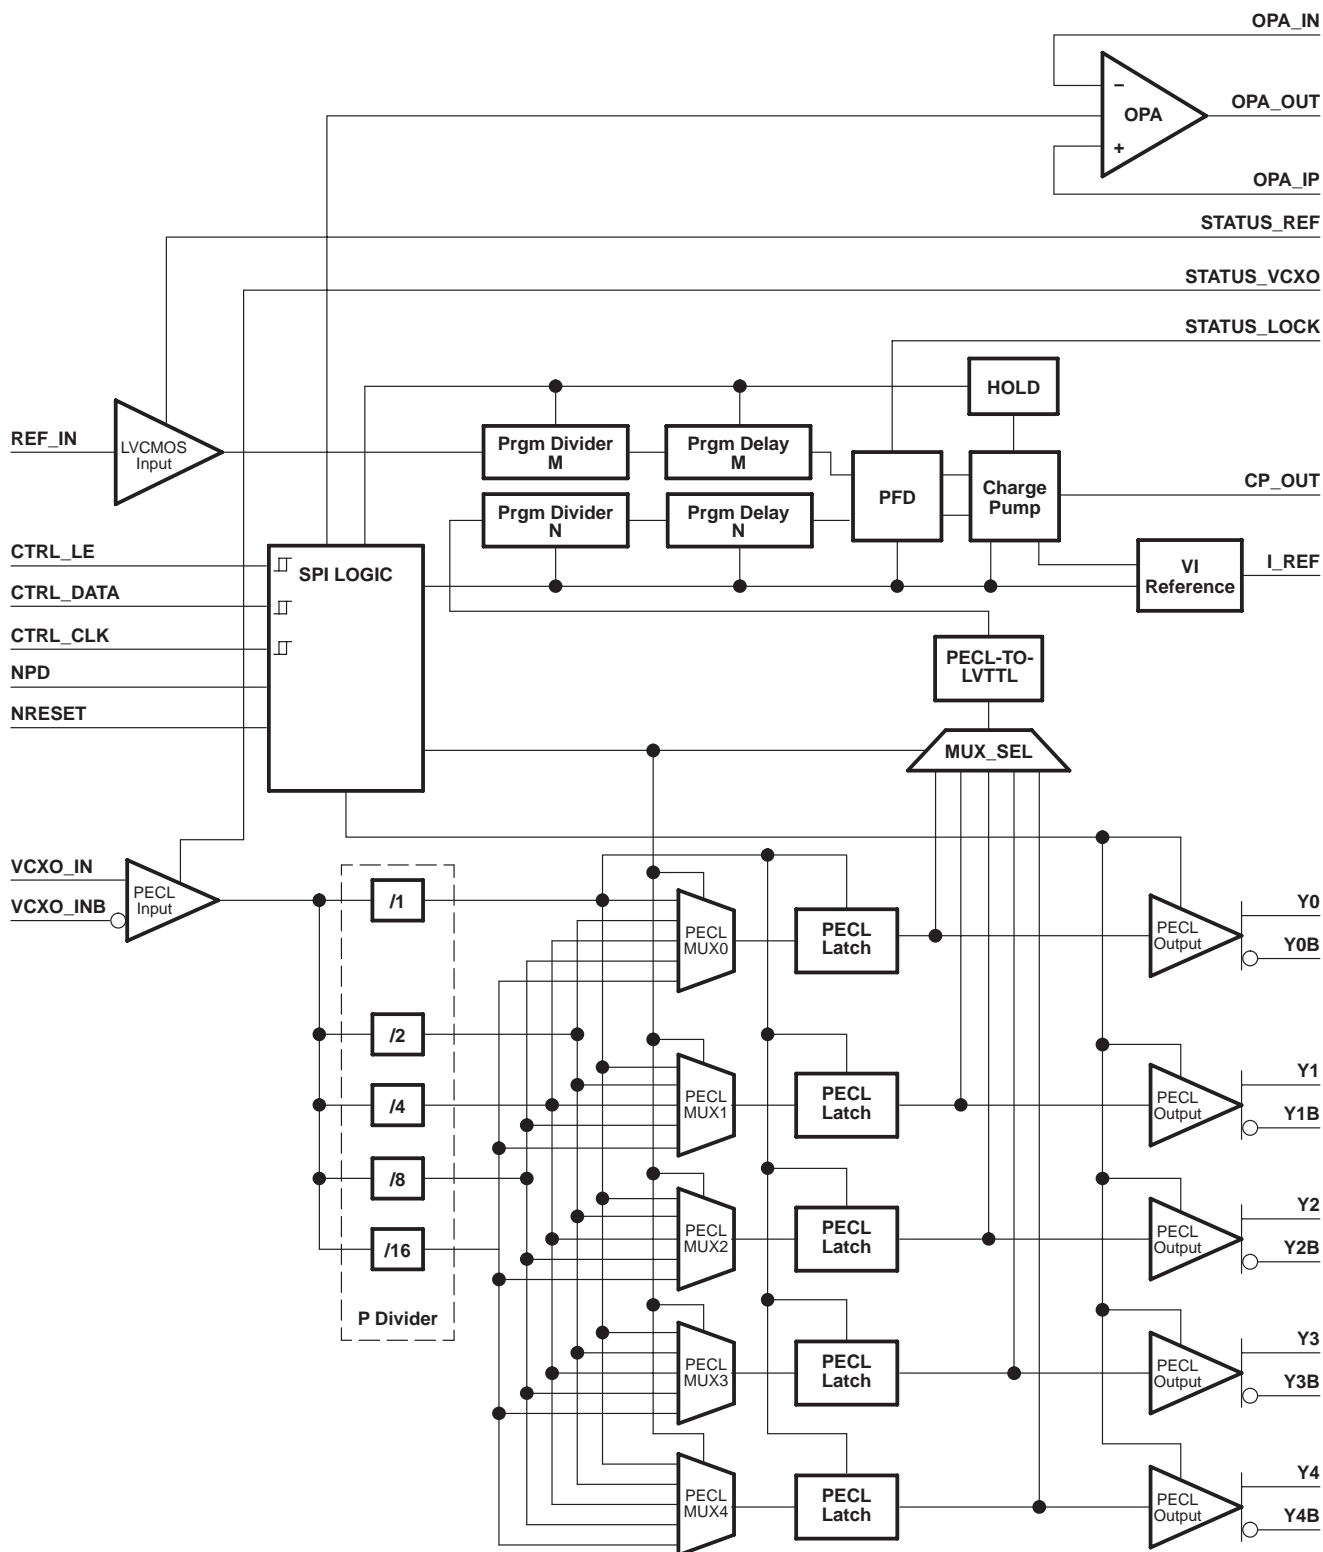 OPA_IN
−
OPA
OPA_OUT
+
OPA_IP
STATUS_REF
STATUS_VCXO
STATUS_LOCK
HOLD
REF_IN
LVCMOS
Input
Prgm Divider
M
Prgm Delay
M
PFD
Charge
Pump
CP_OUT
Prgm Divider
N
Prgm Delay
N
CTRL_LE
SPI LOGIC
VI
Reference
I_REF
CTRL_DATA
CTRL_CLK
PECL-TO-
LVTTL
NPD
NRESET
MUX_SEL
VCXO_IN
VCXO_INB
PECL
Input
/1
PECL
MUX0
PECL
Latch
PECL
Output
Y0
Y0B
/2
PECL
MUX1
PECL
Latch
PECL
Output
Y1
Y1B
/4
/8
PECL
MUX2
PECL
Latch
PECL
Output
Y2
Y2B
/16
P Divider
PECL
MUX3
PECL
Latch
PECL
Output
Y3
Y3B
PECL
MUX4
PECL
Latch
PECL
Output
Y4
Y4B